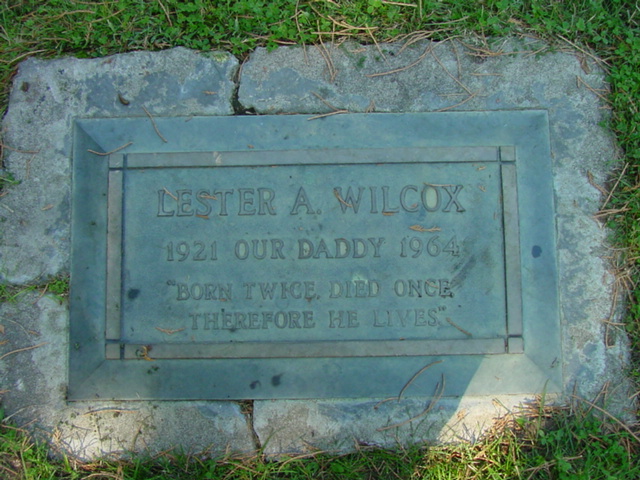 LESTER A. WILCOX
1921 OUR DADDY 1964
"BORN TWICE, DIED ONCE
THEREFORE HE LIVES"